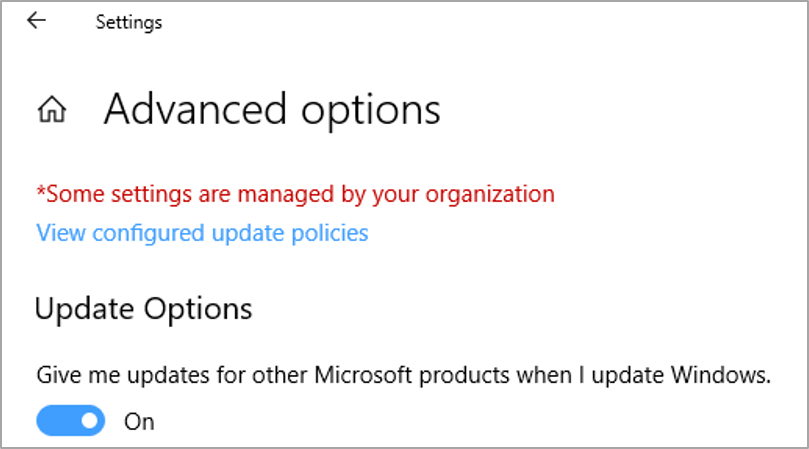 Settings
Advanced options
*Some settings are managed by your organization
View configured update policies
Update Options
Give me updates for other Microsoft products when I update Windows.
On